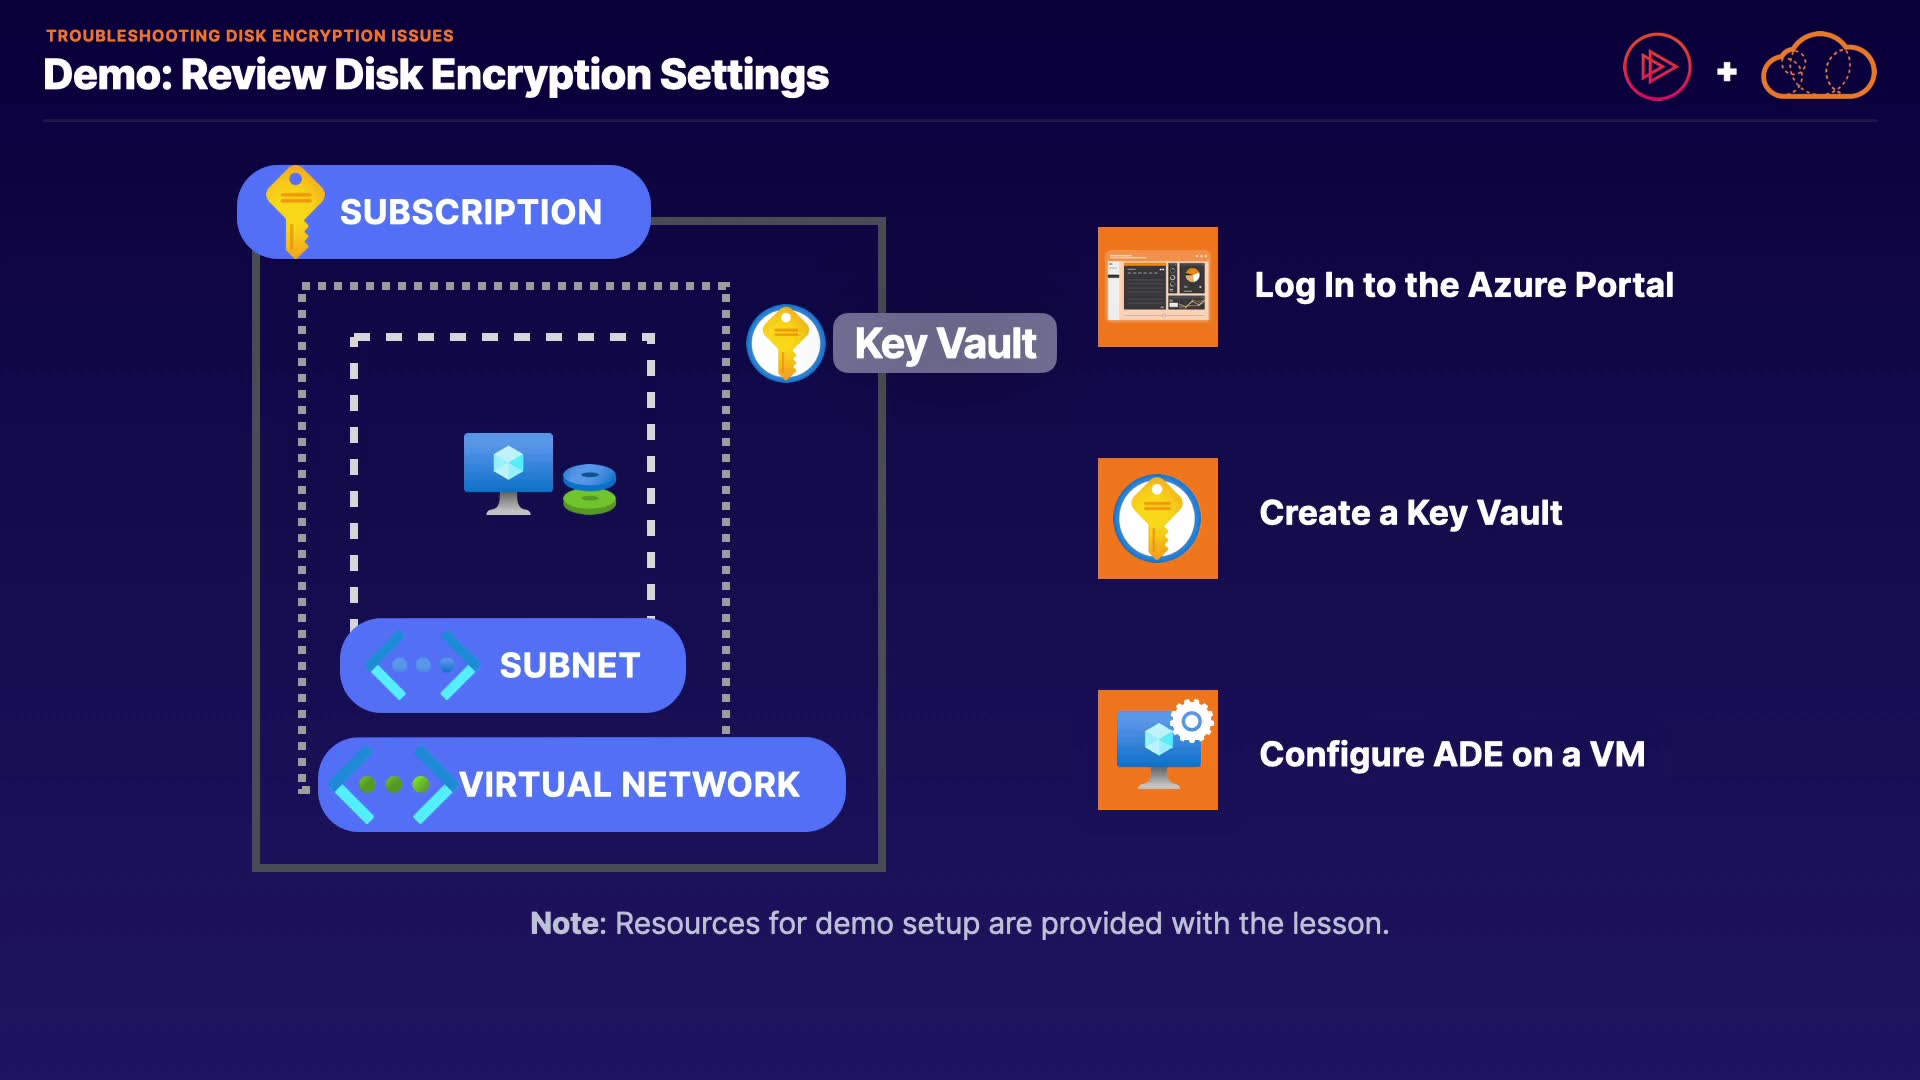 TROUBLESHOOTING DISK ENCRYPTION ISSUES
Demo: Review Disk Encryption Settings
SUBSCRIPTION
Key Vault
SUBNET
VIRTUAL NETWORK
Log In to the Azure Portal
Create a Key Vault
Configure ADE on a VM
Note: Resources for demo setup are provided with the lesson.